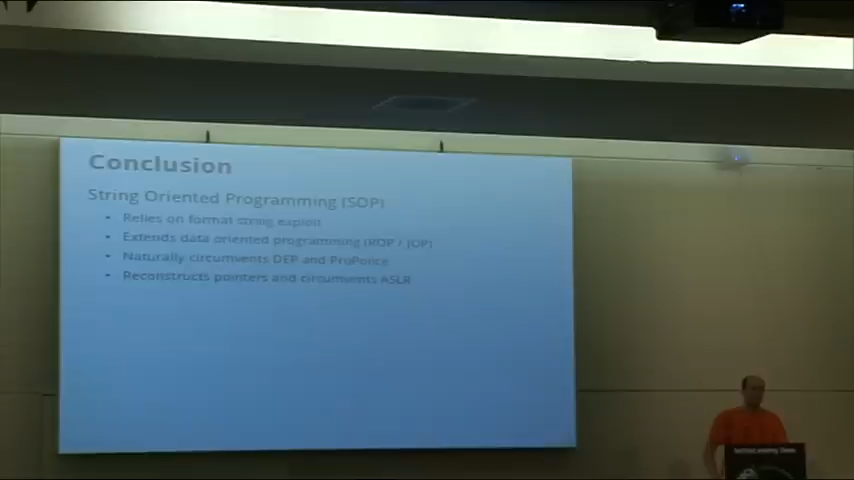 Conclusion
String Oriented Programming (SOP)
• Relies on format string exploit
• Extends data oriented programming (ROP / JOP)
• Naturally circumvents DEP and ProPolice
• Reconstructs pointers and circumvents ASLR